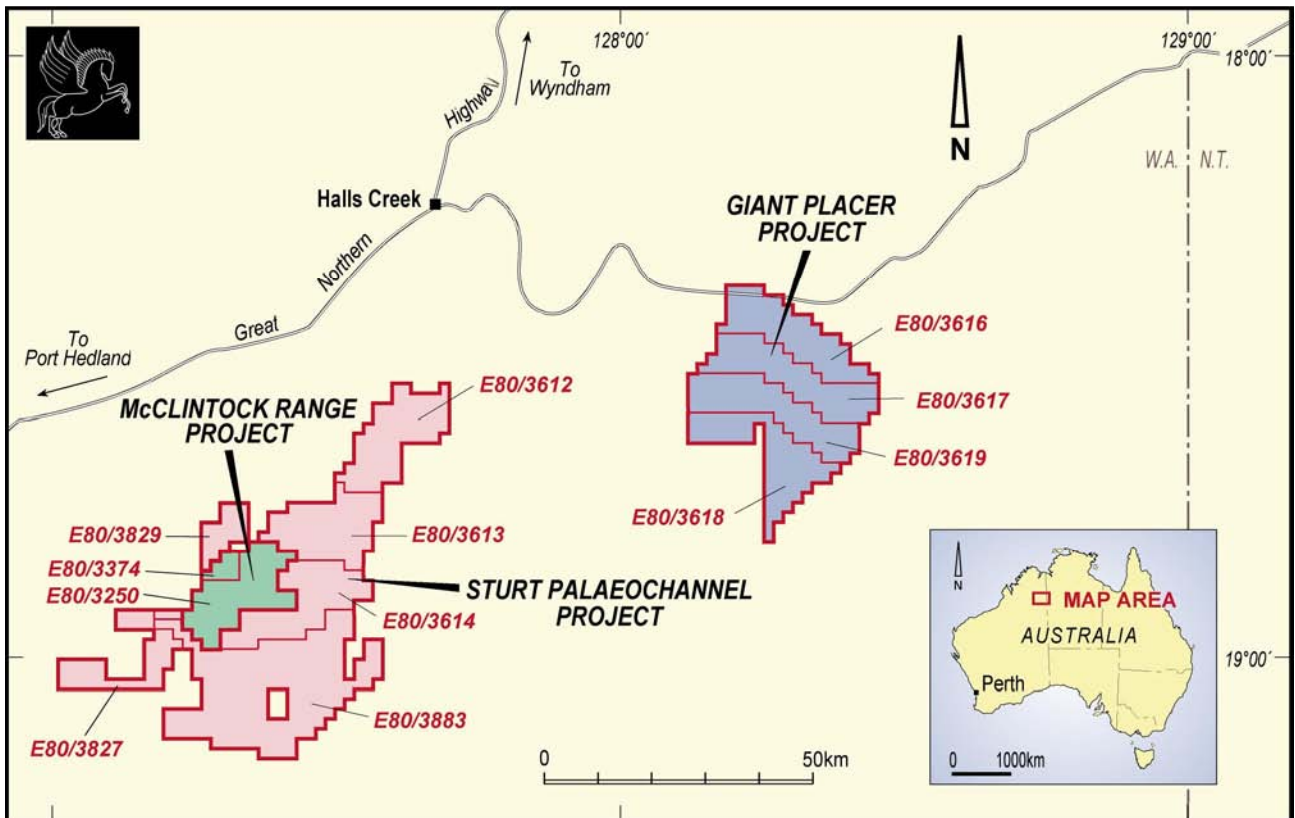 128°00´
129°00´
18°00´
To
Wyndham
Highway
N
W.A.
N.T.
Halls Creek
GIANT PLACER
PROJECT
Northern
Great
To
Port Hedland
E80/3616
E80/3612
McCLINTOCK RANGE
PROJECT
E80/3617
E80/3619
E80/3618
E80/3829
E80/3613
E80/3374
E80/3250
STURT PALAEOCHANNEL
PROJECT
E80/3614
MAP AREA
AUSTRALIA
19°00´
Perth
E80/3883
E80/3827
0 50km
0 1000km